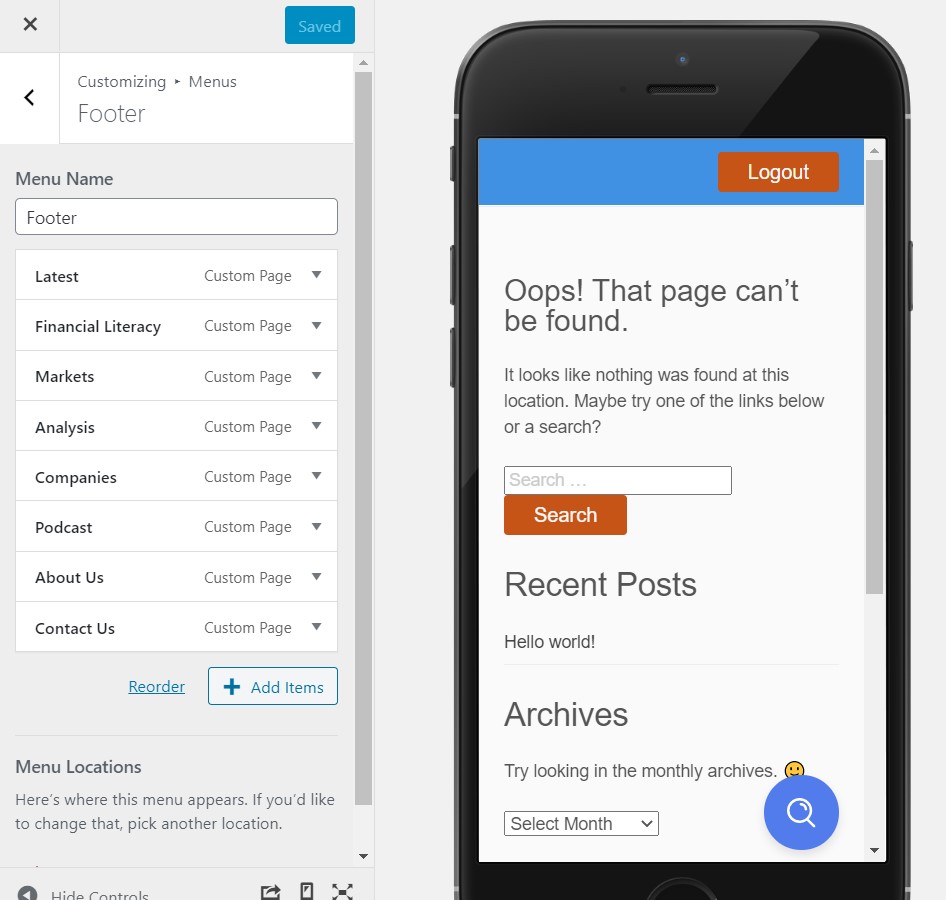 Saved
Customizing ▸ Menus
Footer
Menu Name
Footer
Latest Custom Page
Financial Literacy Custom Page
Markets Custom Page
Analysis Custom Page
Companies Custom Page
Podcast Custom Page
About Us Custom Page
Contact Us Custom Page
Reorder
Add Items
Menu Locations
Here's where this menu appears. If you'd like
to change that, pick another location.
Hide Controls
Logout
Oops! That page can’t
be found.
It looks like nothing was found at this
location. Maybe try one of the links below
or a search?
Search …
Search
Recent Posts
Hello world!
Archives
Try looking in the monthly archives. 🙂
Select Month